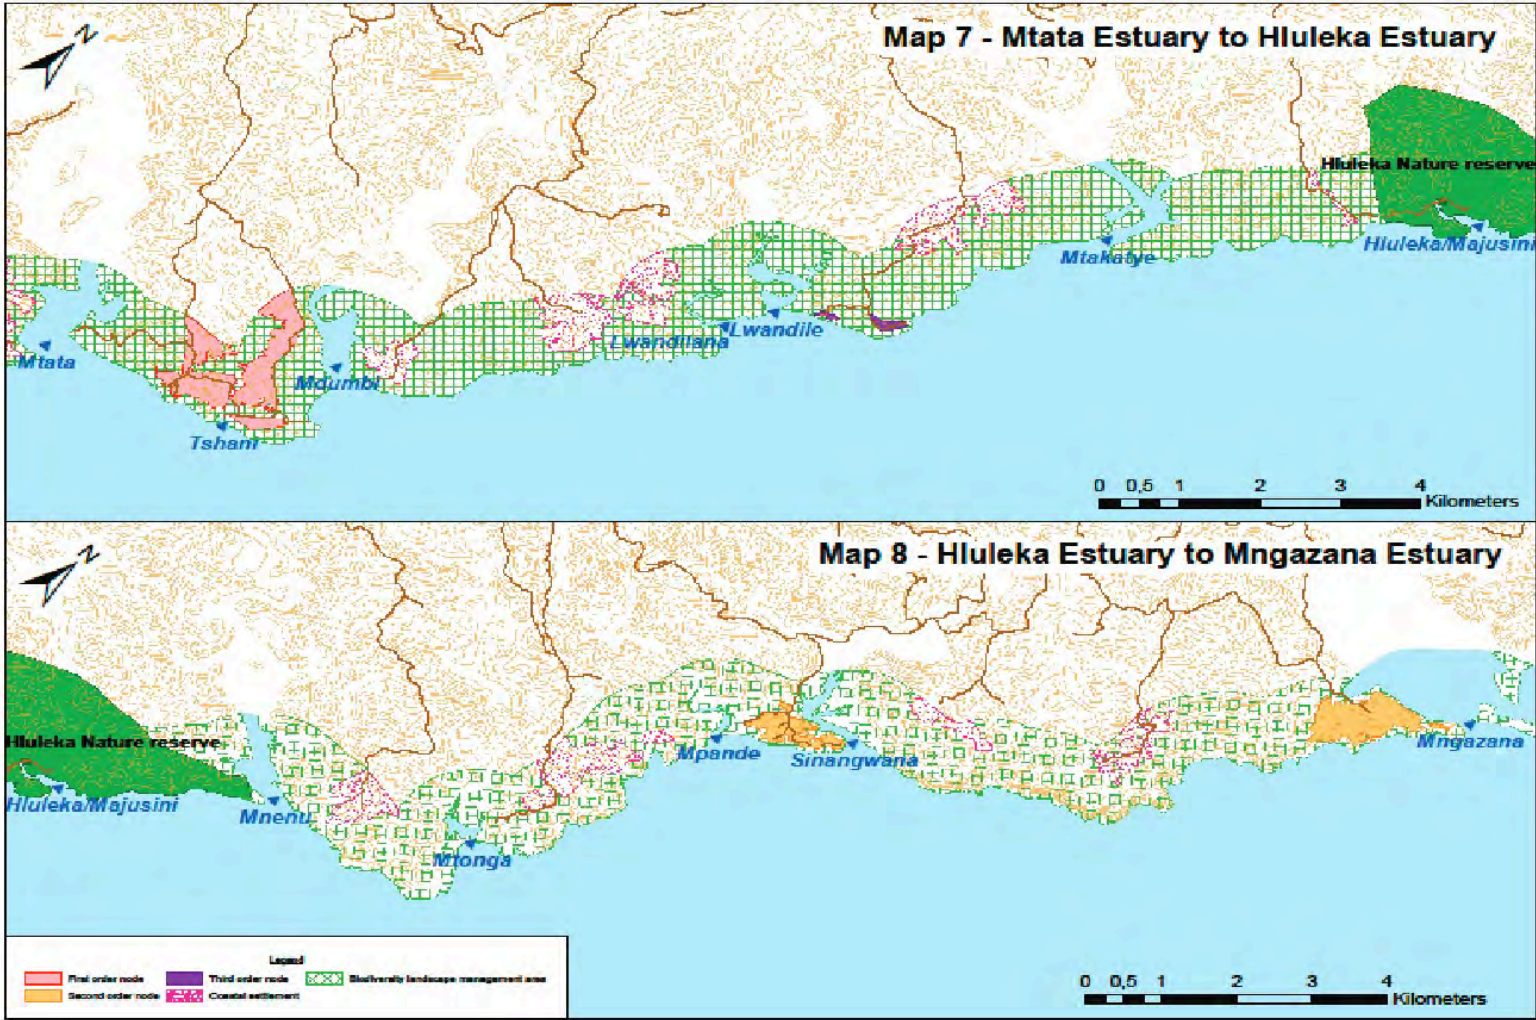 N
Map 7 - Mtata Estuary to Hluleka Estuary
Hluleka Nature reserve
Mtata
Tshani
Mdumbi
Lwandilana
Lwandile
Mtakatye
Hluleka/Majusini
0 0,5 1 2 3 4
Kilometers
N
Map 8 - Hluleka Estuary to Mngazana Estuary
Hluleka Nature reserve
Hluleka/Majusini
Mnenu
Mtonga
Mpande
Sinangwana
Mngazana
Legend
First order node
Third order node
Biodiversity landscape management area
Second order node
Coastal settlement
0 0,5 1 2 3 4
Kilometers